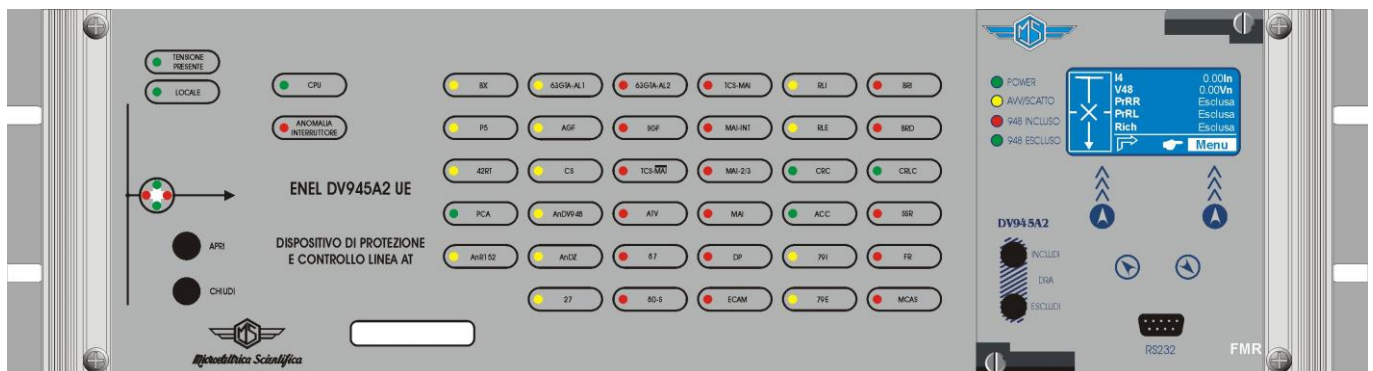 TENSIONE
PRESENTE
LOCALE
CPU
ANOMALIA
INTERRUTTORE
ENEL DV945A2 UE
DISPOSITIVO DI PROTEZIONE
E CONTROLLO LINEA AT
APRI
CHIUDI
MS
Microelettrica Scientifica
BX 63GTA-AL1 63GTA-AL2 TCS-MAI RLI BRI
P5 AGF SGF MAI-INT RLE BRD
42RT CS TCS-MAI MAI-2/3 CRC CRLC
PCA AnDV948 ATV MAI ACC SSR
AnR152 AnDZ 87 DP 79I FR
27 80-S ECAM 79E MCAS
MS
POWER
AVV/SCATTO
948 INCLUSO
948 ESCLUSO
I4 0.00In
V48 0.00Vn
PrRR Esclusa
PrRL Esclusa
Rich Esclusa
Menu
DV945A2
INCLUDI
DRA
ESCLUDI
RS232
FMR